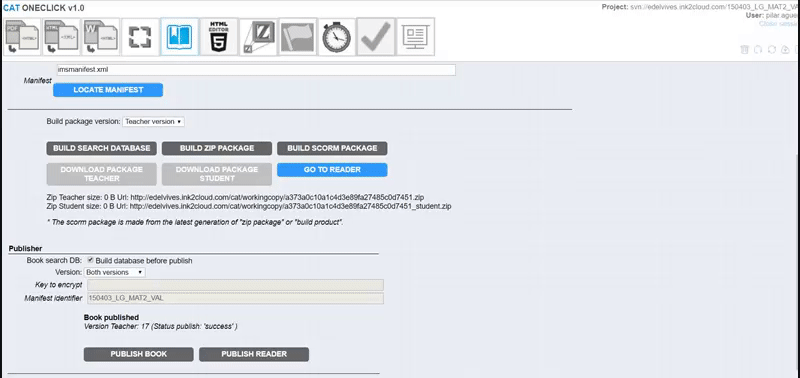 CAT ONECLICK v1.0
Project: svn://edelvives.ink2cloud.com/150403_LG_MAT2_VA
User: pilar.ague
PDF
W
HTML
EDITOR
5
Manifest
imsmanifest.xml
LOCATE MANIFEST
Build package version: Teacher version
BUILD SEARCH DATABASE
BUILD ZIP PACKAGE
BUILD SCORM PACKAGE
DOWNLOAD PACKAGE TEACHER
DOWNLOAD PACKAGE STUDENT
GO TO READER
Zip Teacher size: 0 B Url: http://edelvives.ink2cloud.com/cat/workingcopy/a373a0c10a1c4d3e89fa27485c0d7451.zip
Zip Student size: 0 B Url: http://edelvives.ink2cloud.com/cat/workingcopy/a373a0c10a1c4d3e89fa27485c0d7451_student.zip
* The scorm package is made from the latest generation of "zip package" or "build product".
Publisher
Book search DB: Build database before publish
Version: Both versions
Key to encrypt
Manifest identifier 150403_LG_MAT2_VAL
Book published
Version Teacher: 17 (Status publish: 'success' )
PUBLISH BOOK
PUBLISH READER